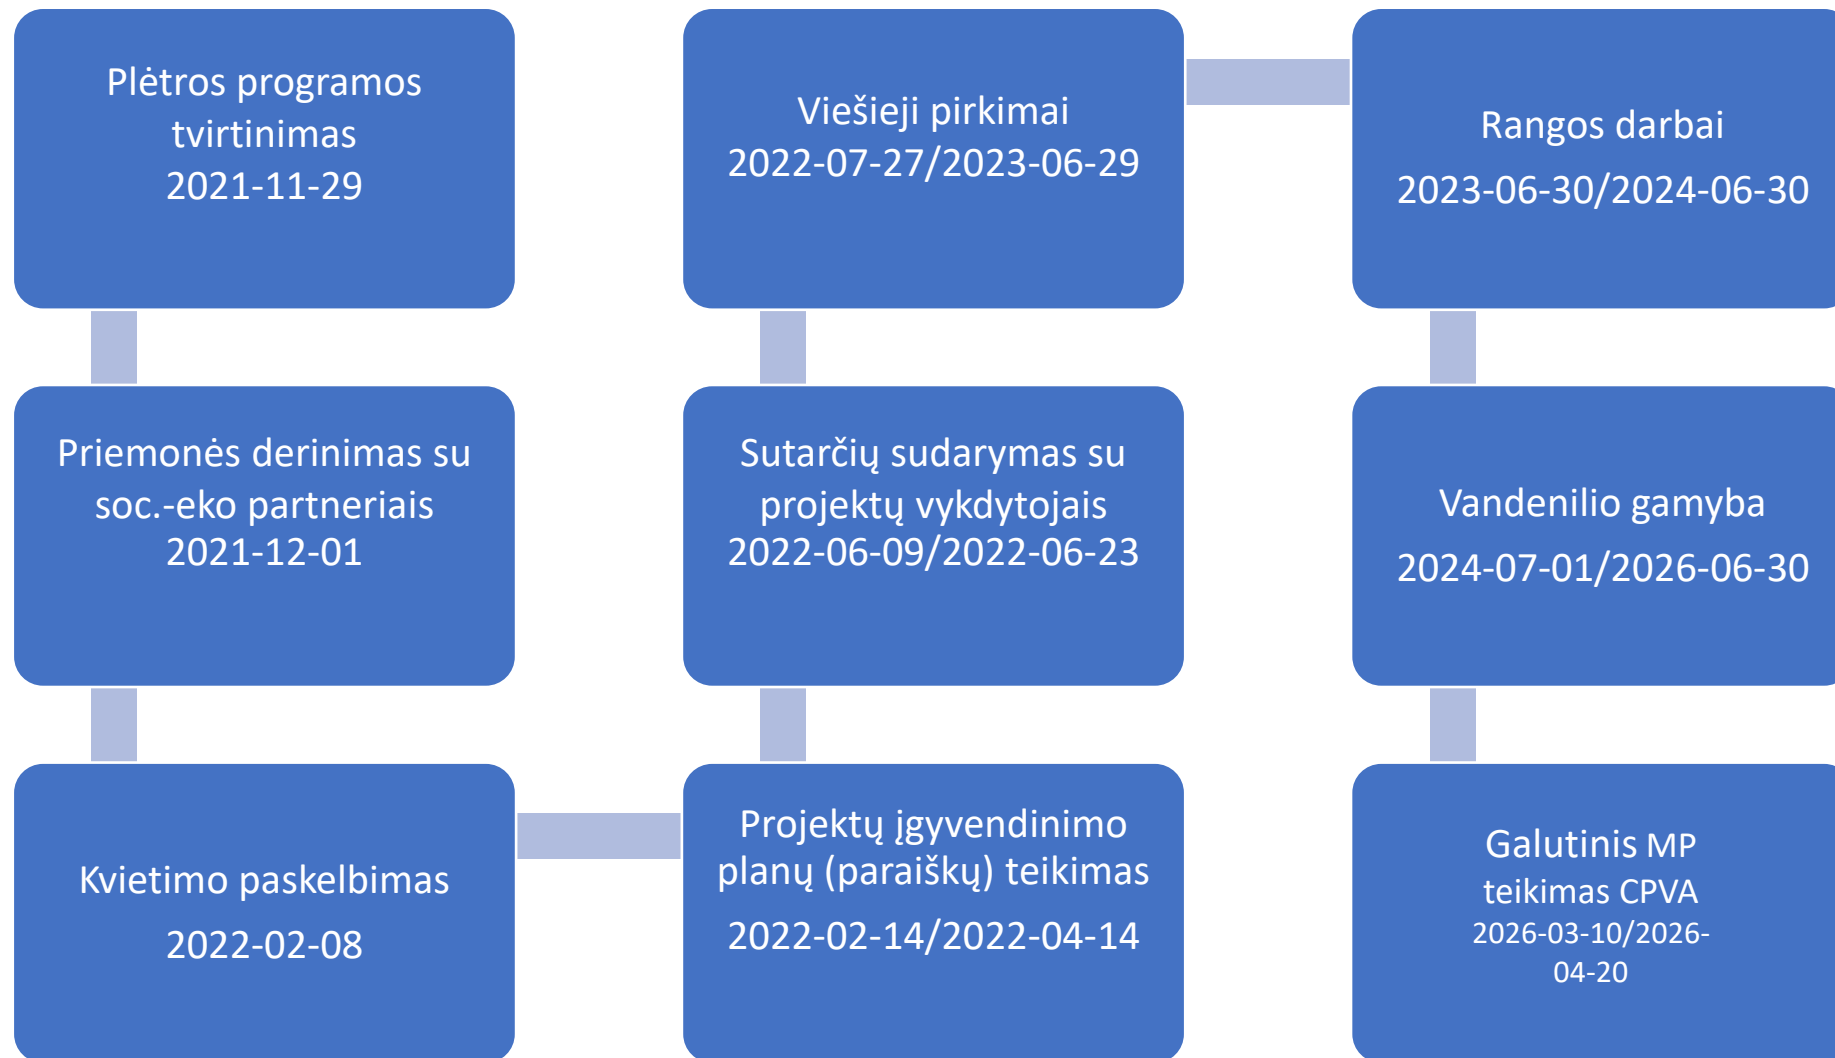 Plėtros programos
tvirtinimas
2021-11-29
Priemonės derinimas su
soc.-eko partneriais
2021-12-01
Kvietimo paskelbimas
2022-02-08
Projektų įgyvendinimo
planų (paraiškų) teikimas
2022-02-14/2022-04-14
Sutarčių sudarymas su
projektų vykdytojais
2022-06-09/2022-06-23
Viešieji pirkimai
2022-07-27/2023-06-29
Rangos darbai
2023-06-30/2024-06-30
Vandenilio gamyba
2024-07-01/2026-06-30
Galutinis MP
teikimas CPVA
2026-03-10/2026-
04-20